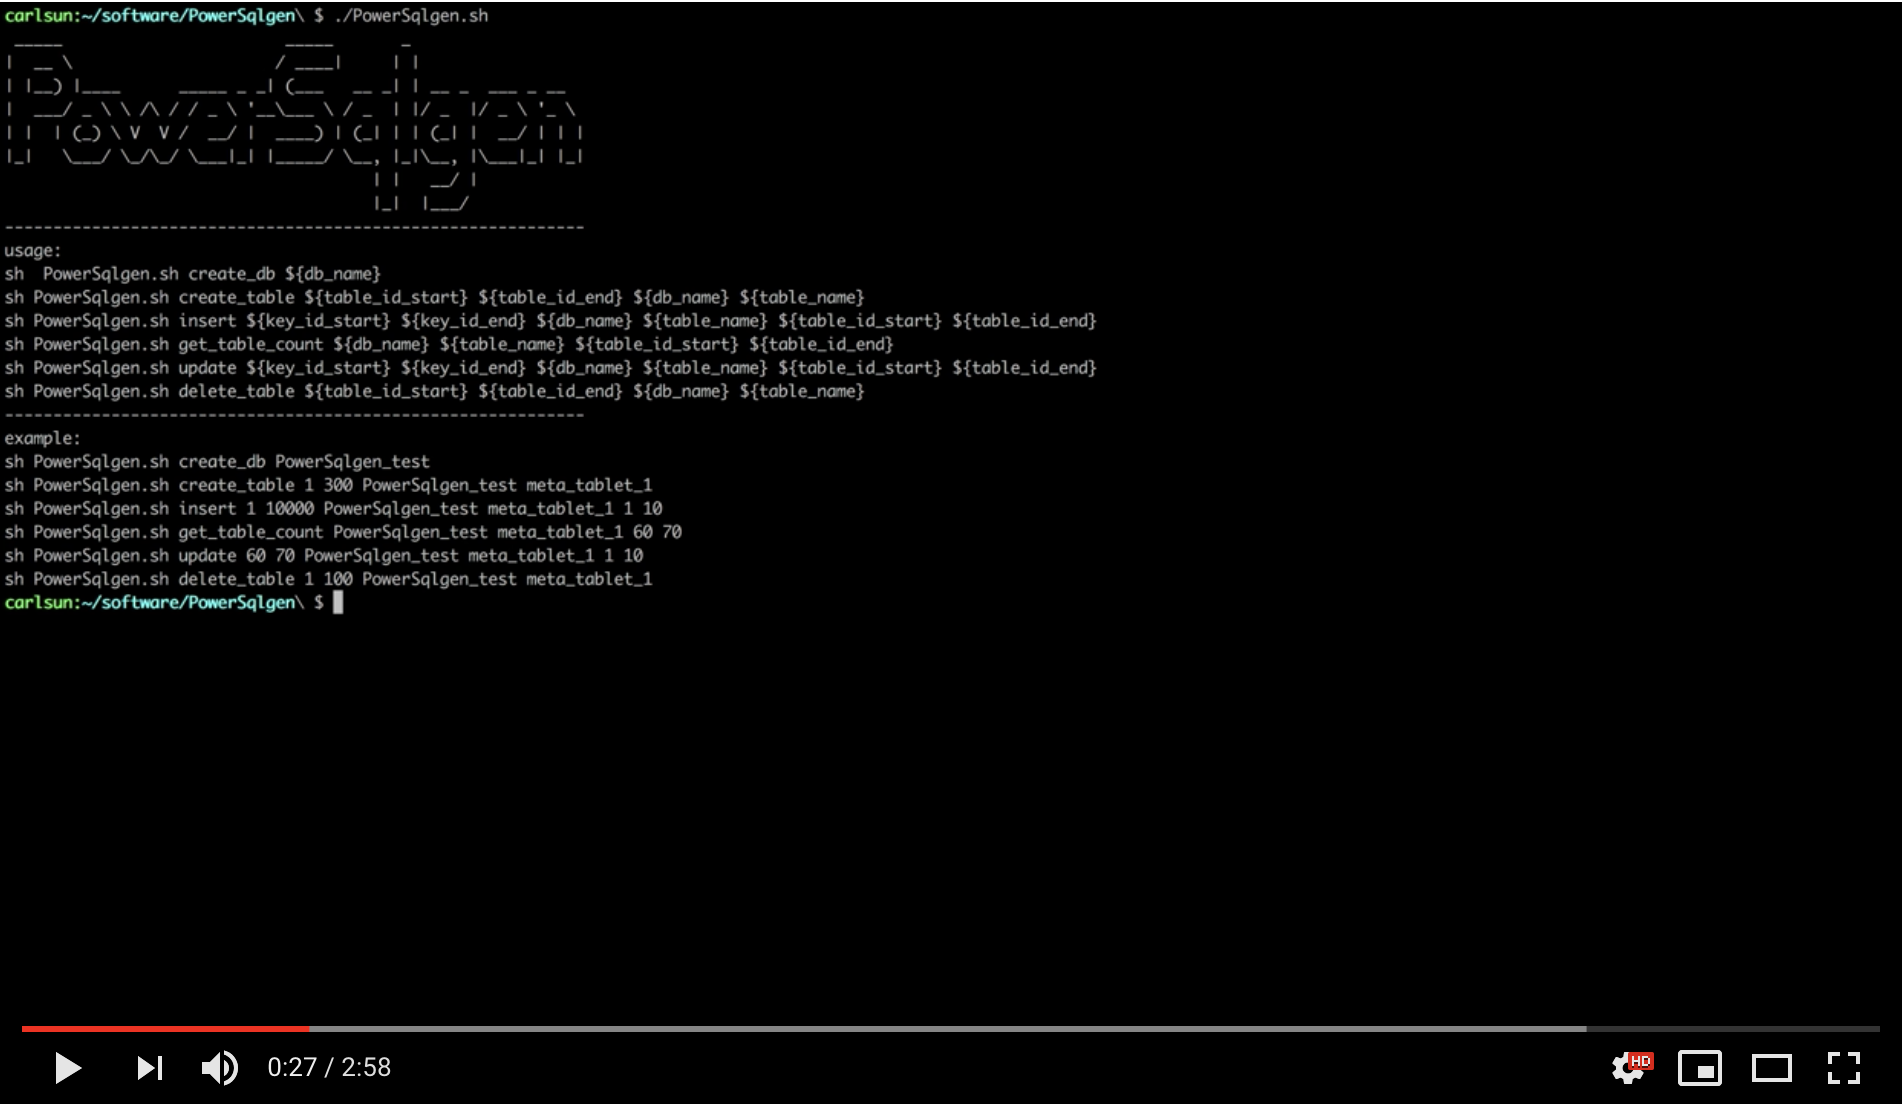 carlsun:~/software/PowerSqlgen\ $ ./PowerSqlgen.sh
PowerSqlgen
------------------------------------------------------------
usage:
sh  PowerSqlgen.sh create_db ${db_name}
sh PowerSqlgen.sh create_table ${table_id_start} ${table_id_end} ${db_name} ${table_name}
sh PowerSqlgen.sh insert ${key_id_start} ${key_id_end} ${db_name} ${table_name} ${table_id_start} ${table_id_end}
sh PowerSqlgen.sh get_table_count ${db_name} ${table_name} ${table_id_start} ${table_id_end}
sh PowerSqlgen.sh update ${key_id_start} ${key_id_end} ${db_name} ${table_name} ${table_id_start} ${table_id_end}
sh PowerSqlgen.sh delete_table ${table_id_start} ${table_id_end} ${db_name} ${table_name}
------------------------------------------------------------
example:
sh PowerSqlgen.sh create_db PowerSqlgen_test
sh PowerSqlgen.sh create_table 1 300 PowerSqlgen_test meta_tablet_1
sh PowerSqlgen.sh insert 1 10000 PowerSqlgen_test meta_tablet_1 1 10
sh PowerSqlgen.sh get_table_count PowerSqlgen_test meta_tablet_1 60 70
sh PowerSqlgen.sh update 60 70 PowerSqlgen_test meta_tablet_1 1 10
sh PowerSqlgen.sh delete_table 1 100 PowerSqlgen_test meta_tablet_1
carlsun:~/software/PowerSqlgen\ $
0:27 / 2:58
HD